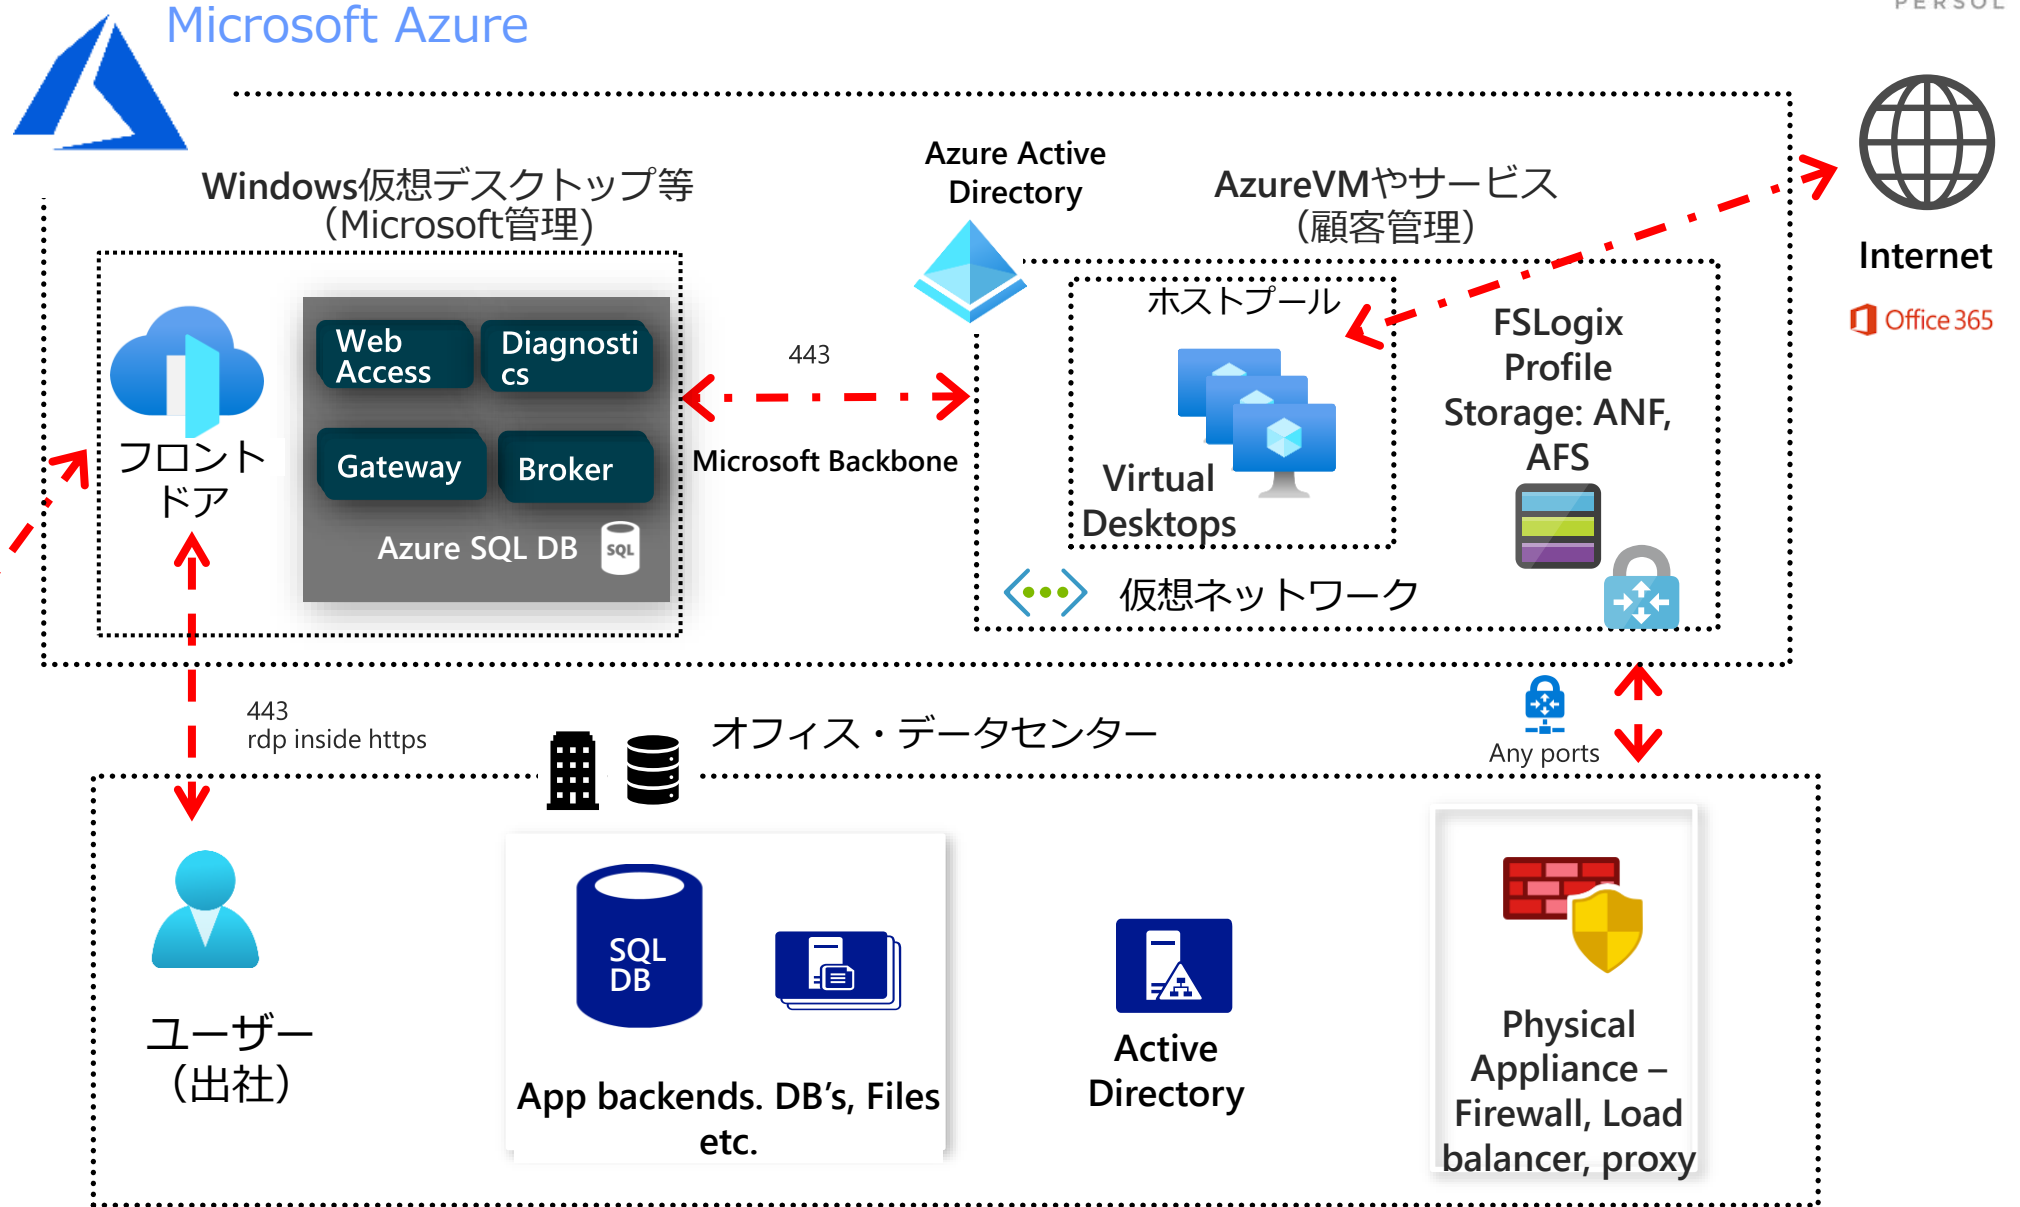 Microsoft Azure
PERSOL
Windows仮想デスクトップ等
（Microsoft管理)
Azure Active
Directory
AzureVMやサービス
（顧客管理）
Internet
Office 365
フロント
ドア
Web
Access
Diagnosti
cs
Gateway
Broker
Azure SQL DB
SQL
443
Microsoft Backbone
ホストプール
Virtual
Desktops
FSLogix
Profile
Storage: ANF,
AFS
仮想ネットワーク
443
rdp inside https
オフィス・データセンター
Any ports
ユーザー
（出社）
SQL
DB
App backends. DB’s, Files
etc.
Active
Directory
Physical
Appliance –
Firewall, Load
balancer, proxy